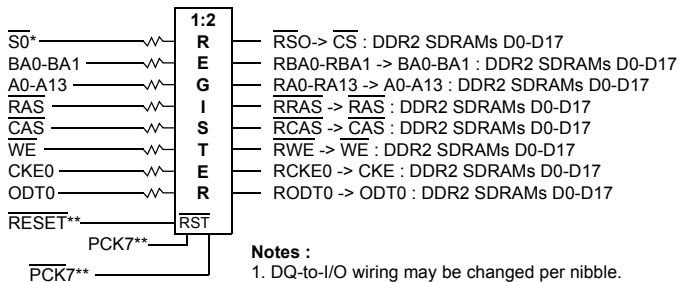 1:2
S0* R RSO-> CS : DDR2 SDRAMs D0-D17
BA0-BA1 E RBA0-RBA1 -> BA0-BA1 : DDR2 SDRAMs D0-D17
A0-A13 G RA0-RA13 -> A0-A13 : DDR2 SDRAMs D0-D17
RAS I RRAS -> RAS : DDR2 SDRAMs D0-D17
CAS S RCAS -> CAS : DDR2 SDRAMs D0-D17
WE T RWE -> WE : DDR2 SDRAMs D0-D17
CKE0 E RCKE0 -> CKE : DDR2 SDRAMs D0-D17
ODT0 R RODT0 -> ODT0 : DDR2 SDRAMs D0-D17
RESET** RST
PCK7**
PCK7**
Notes :
1. DQ-to-I/O wiring may be changed per nibble.